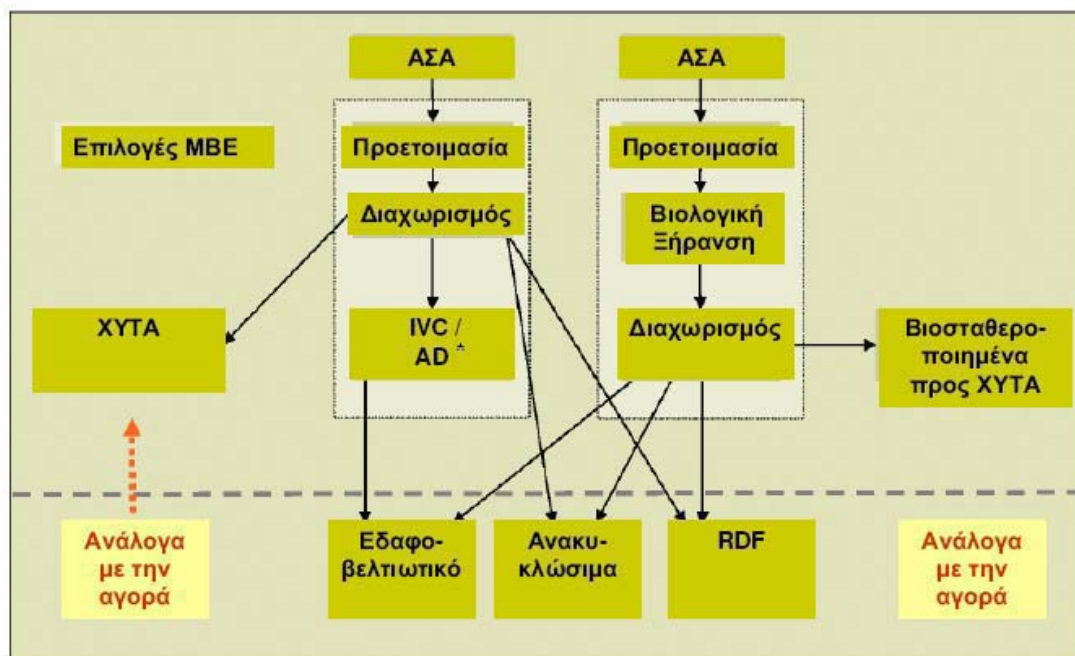 ΑΣΑ
ΑΣΑ
Επιλογές ΜΒΕ
Προετοιμασία
Προετοιμασία
Διαχωρισμός
Βιολογική
Ξήρανση
ΧΥΤΑ
IVC /
AD *
Διαχωρισμός
Βιοσταθερο-
ποιημένα
προς ΧΥΤΑ
Ανάλογα
με την
αγορά
Εδαφο-
βελτιωτικό
Ανακυ-
κλώσιμα
RDF
Ανάλογα
με την
αγορά